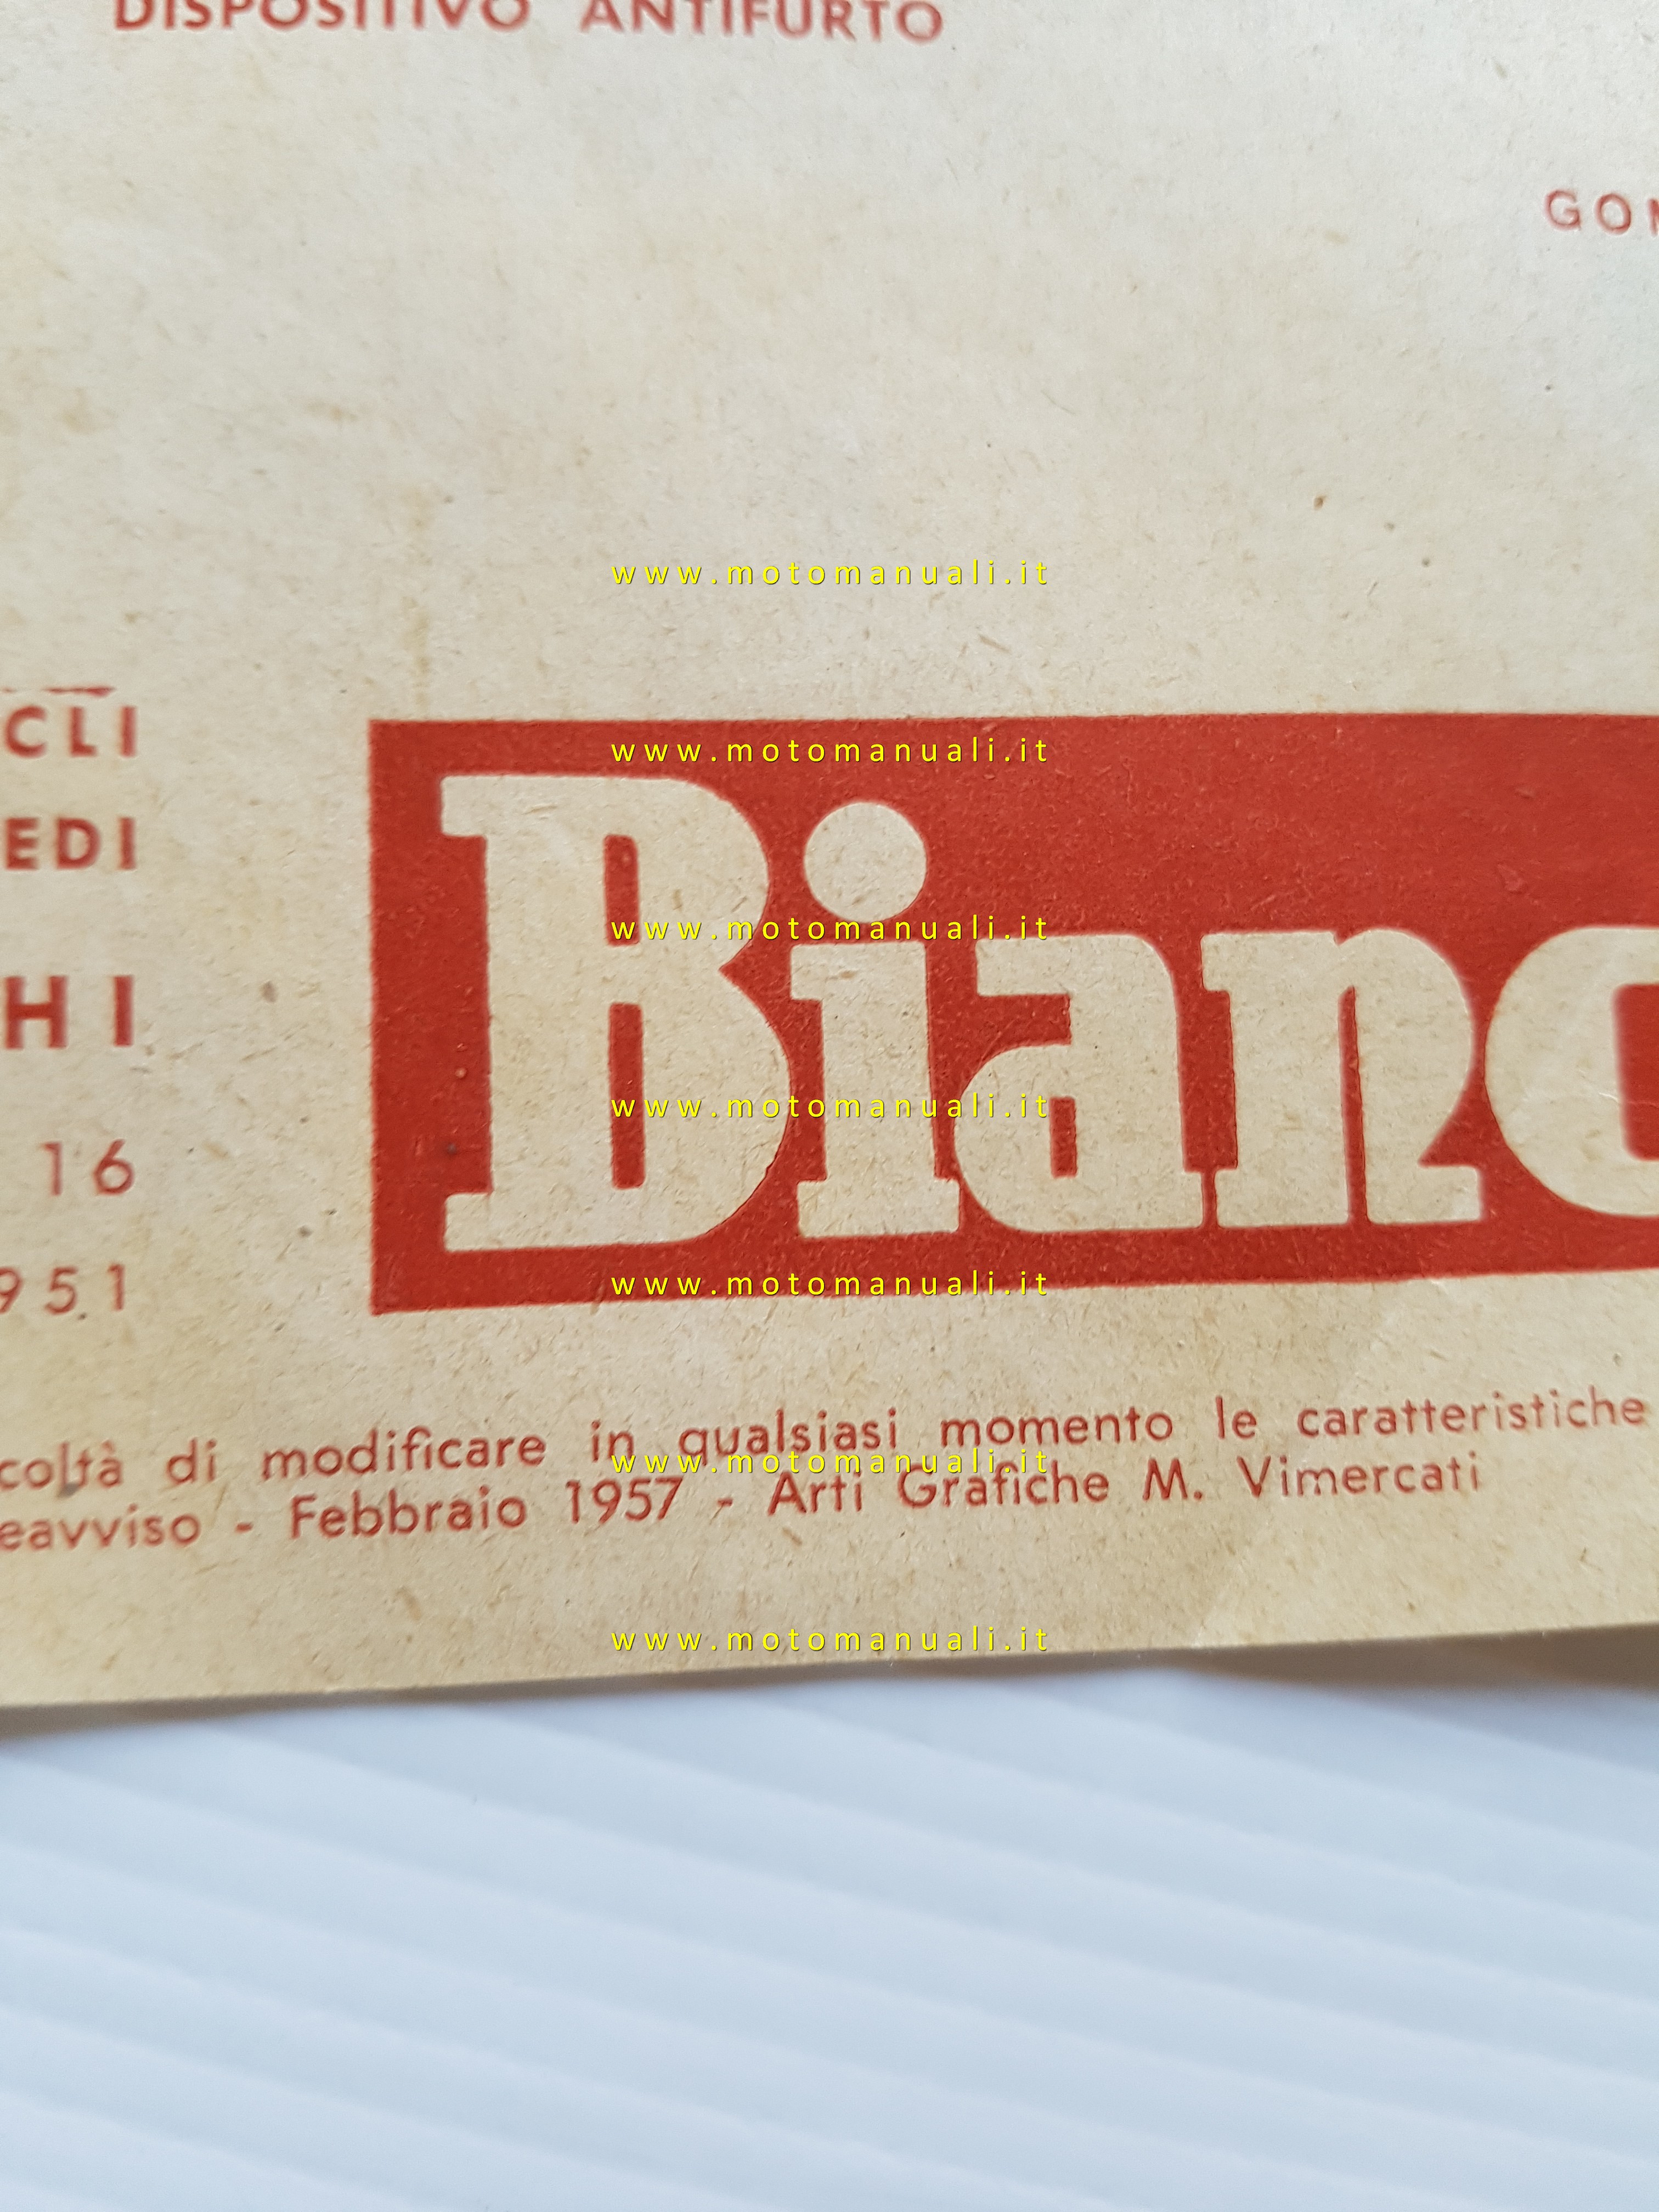 DISPOSITIVO ANTIFURTO
GOM
www.motomanuali.it
CLI
www.motomanuali.it
EDI
Bianc
www.motomanuali.it
HI
www.motomanuali.it
16
951
www.motomanuali.it
coltà di modificare in qualsiasi momento le caratteristiche
www.motomanuali.it
eavviso - Febbraio 1957 - Arti Grafiche M. Vimercati
www.motomanuali.it